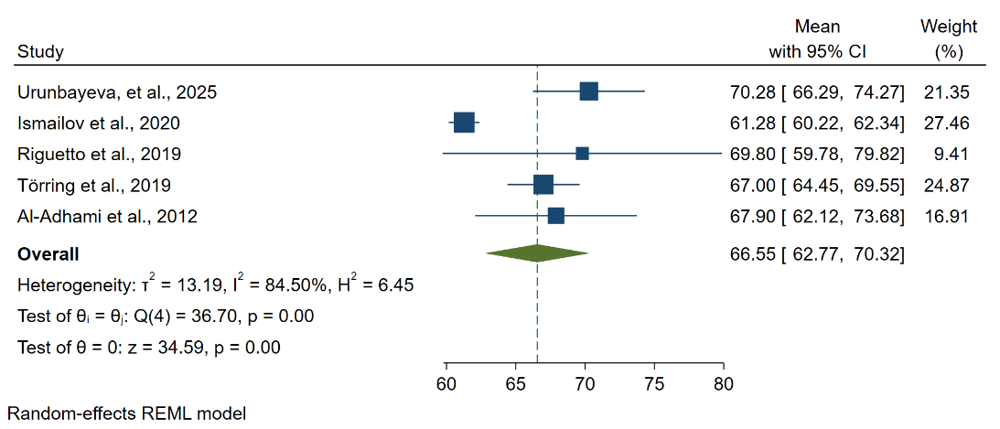 Mean Weight
Study with 95% CI (%)
Urunbayeva, et al., 2025 70.28 [ 66.29, 74.27] 21.35
Ismailov et al., 2020 61.28 [ 60.22, 62.34] 27.46
Riguetto et al., 2019 69.80 [ 59.78, 79.82] 9.41
Törring et al., 2019 67.00 [ 64.45, 69.55] 24.87
Al-Adhami et al., 2012 67.90 [ 62.12, 73.68] 16.91
Overall 66.55 [ 62.77, 70.32]
Heterogeneity: τ² = 13.19, I² = 84.50%, H² = 6.45
Test of θᵢ = θⱼ: Q(4) = 36.70, p = 0.00
Test of θ = 0: z = 34.59, p = 0.00
60 65 70 75 80
Random-effects REML model